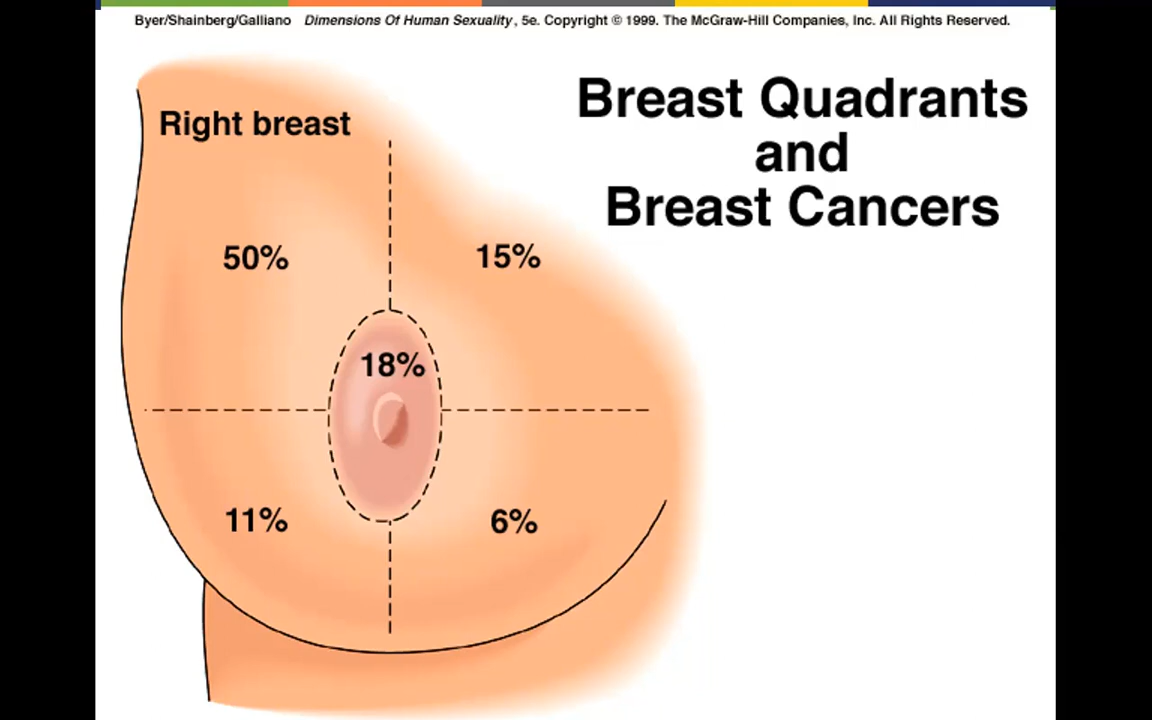 Byer/Shainberg/Galliano Dimensions Of Human Sexuality, 5e. Copyright © 1999. The McGraw-Hill Companies, Inc. All Rights Reserved.
Breast Quadrants
and
Breast Cancers
Right breast
50%
15%
18%
11%
6%